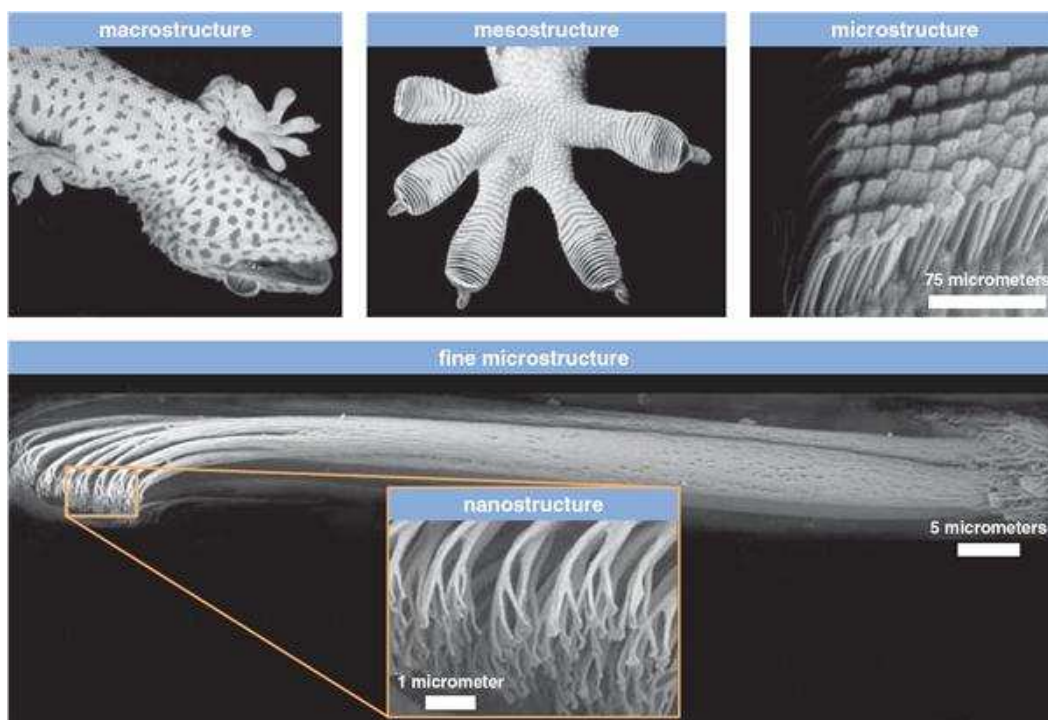 macrostructure
mesostructure
microstructure
75 micrometers
fine microstructure
5 micrometers
nanostructure
1 micrometer